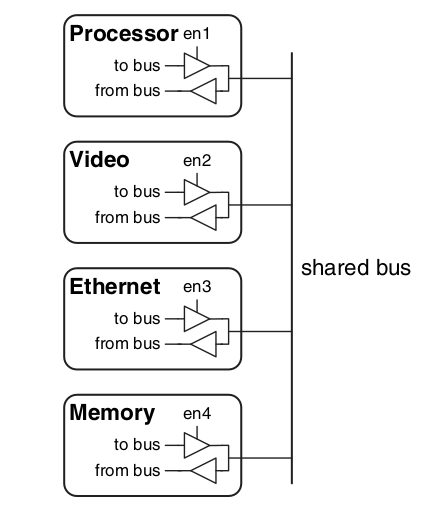 Processor en1
to bus
from bus
Video en2
to bus
from bus
shared bus
Ethernet en3
to bus
from bus
Memory en4
to bus
from bus